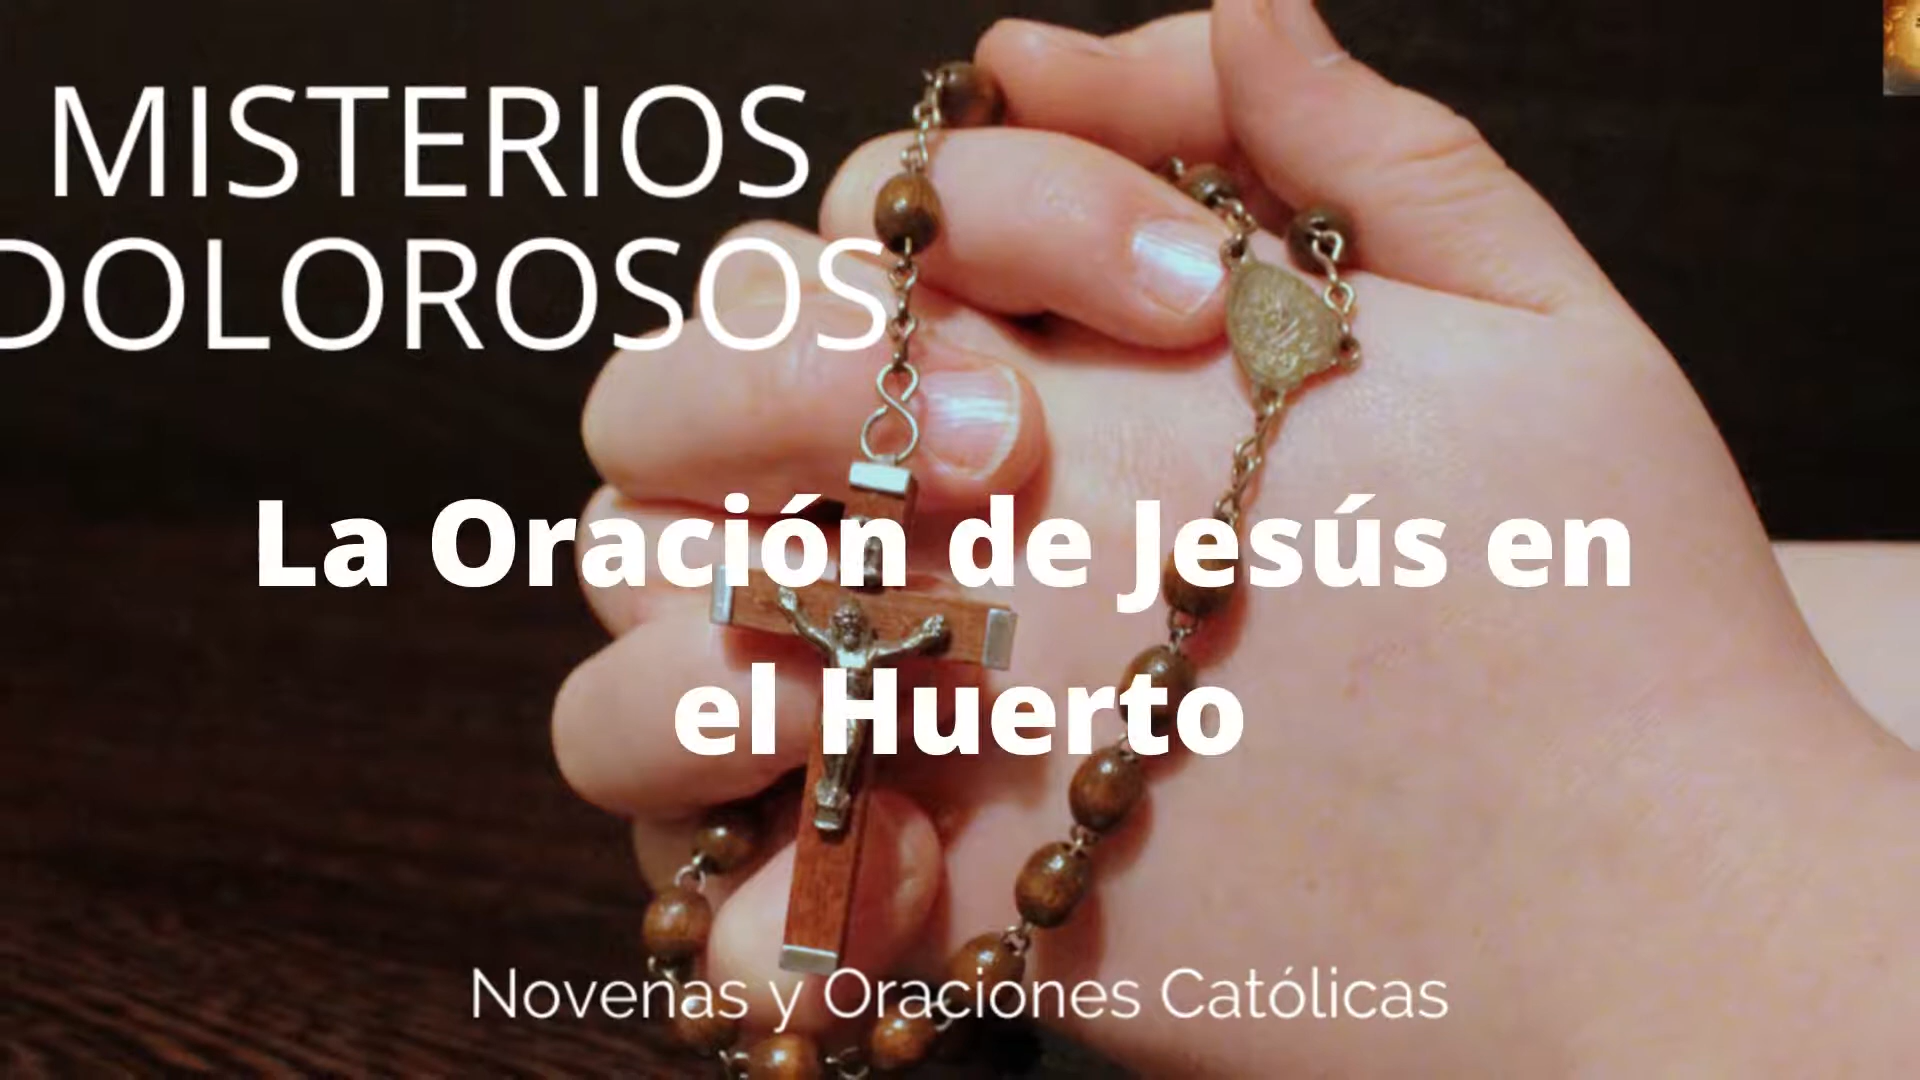 MISTERIOS
DOLOROSOS
La Oración de Jesús en
el Huerto
Novenas y Oraciones Católicas